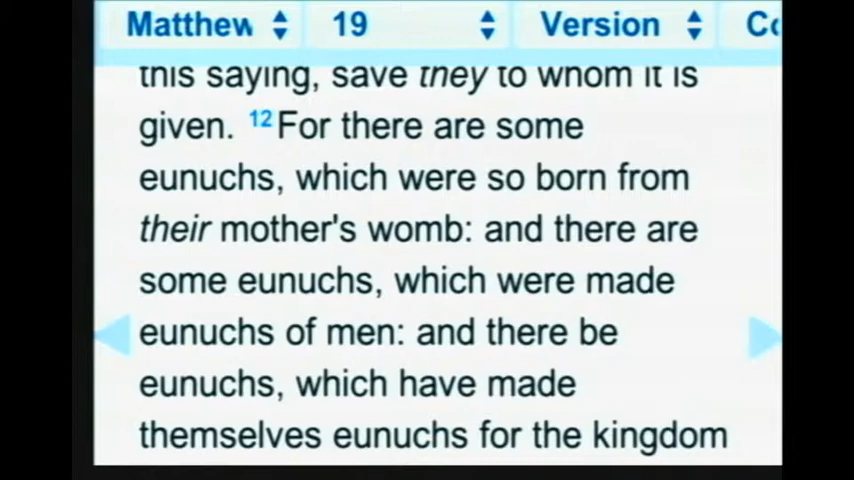 Matthew 19 Version
this saying, save they to whom it is
given. 12 For there are some
eunuchs, which were so born from
their mother's womb: and there are
some eunuchs, which were made
eunuchs of men: and there be
eunuchs, which have made
themselves eunuchs for the kingdom